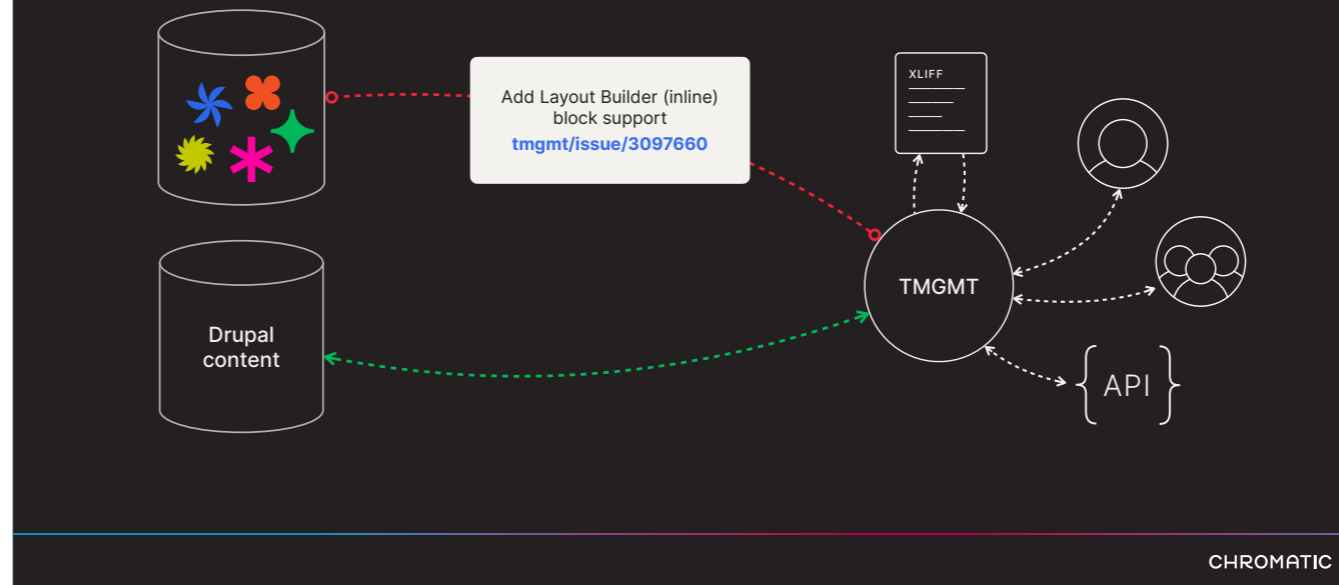 Add Layout Builder (inline)
block support
tmgmt/issue/3097660
XLIFF
TMGMT
Drupal
content
{API}
CHROMATIC